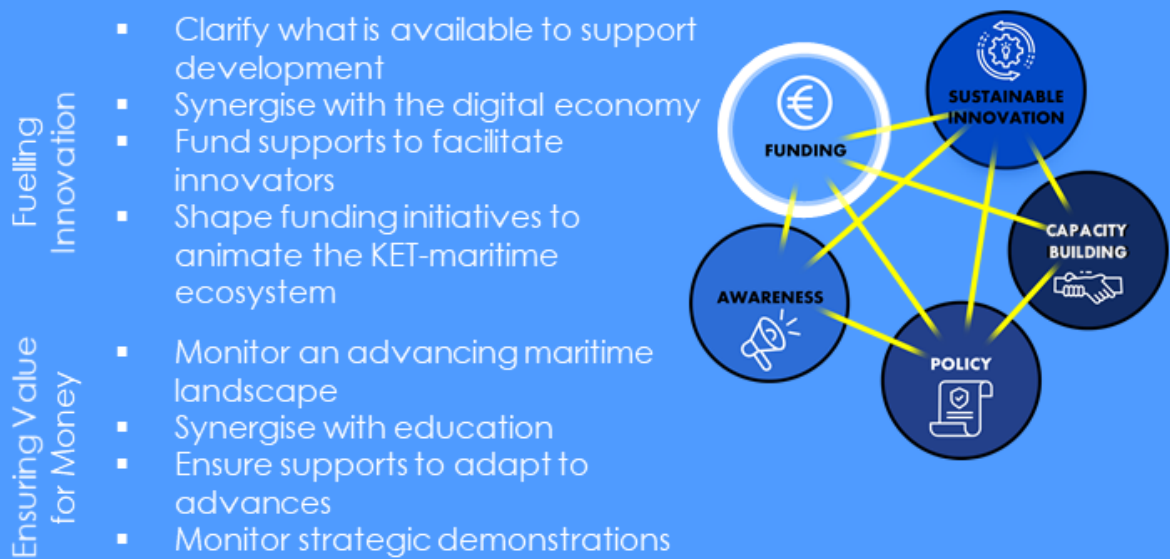 Fuelling
Innovation
▪ Clarify what is available to support
development
▪ Synergise with the digital economy
▪ Fund supports to facilitate
innovators
▪ Shape funding initiatives to
animate the KET-maritime
ecosystem
Ensuring Value
for Money
▪ Monitor an advancing maritime
landscape
▪ Synergise with education
▪ Ensure supports to adapt to
advances
▪ Monitor strategic demonstrations
€
FUNDING
SUSTAINABLE
INNOVATION
CAPACITY
BUILDING
AWARENESS
POLICY